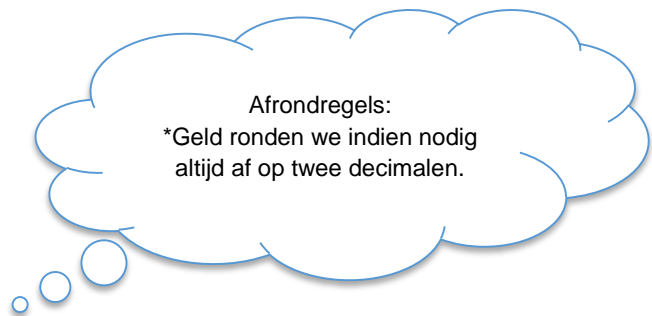 Afrondregels:
*Geld ronden we indien nodig
altijd af op twee decimalen.